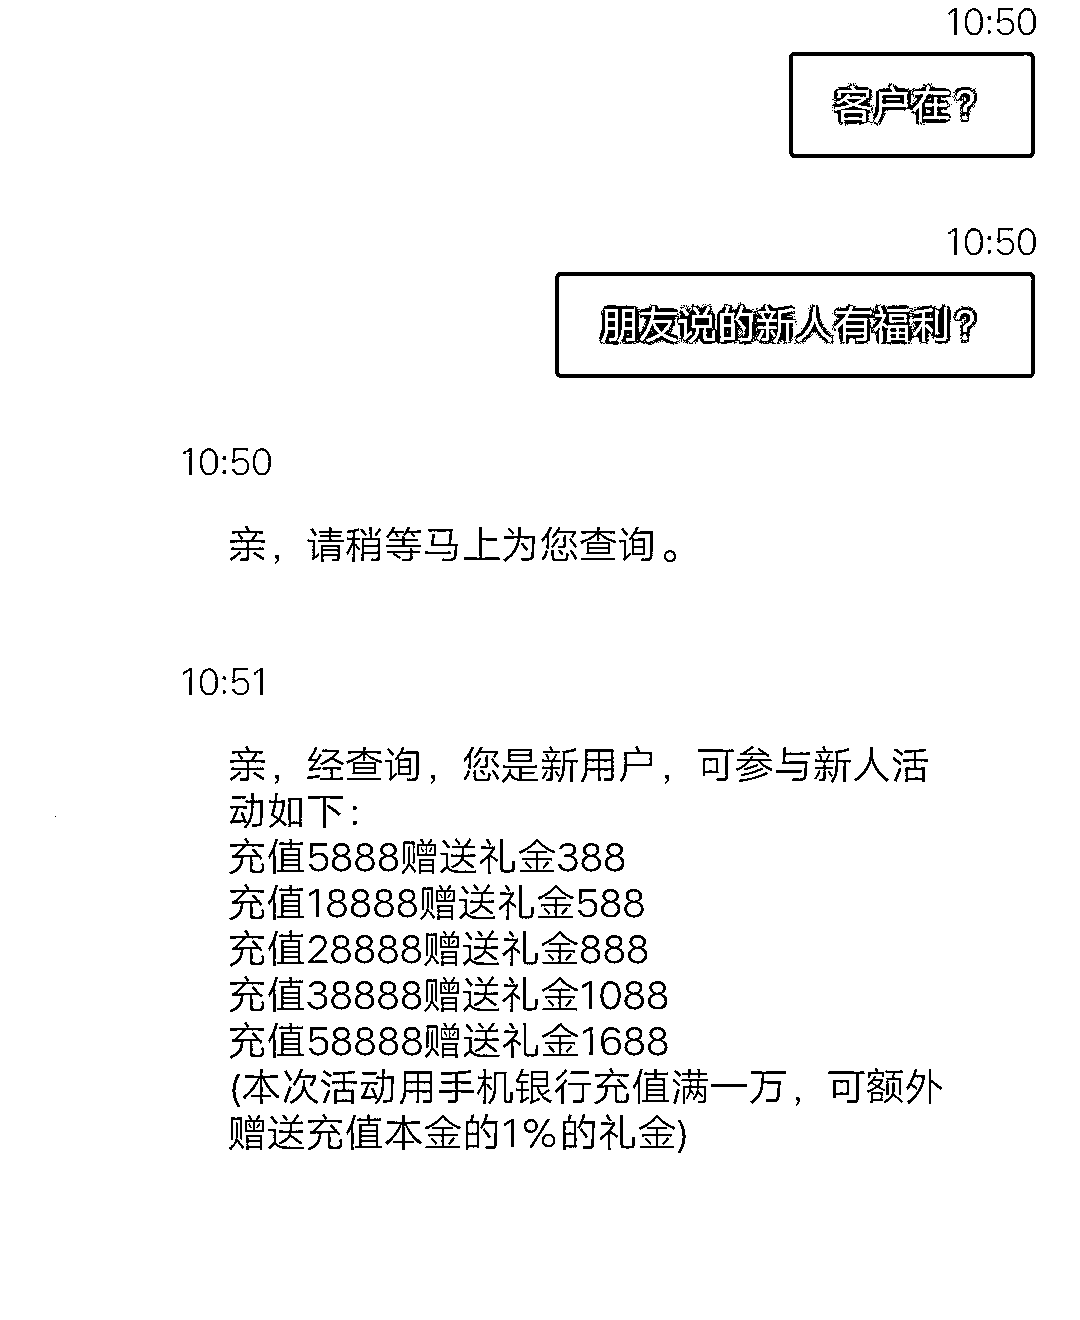 10:50
客户在?
10:50
朋友说的新人有福利?
10:50
亲，请稍等马上为您查询。
10:51
亲，经查询，您是新用户，可参与新人活
动如下：
充值5888赠送礼金388
充值18888赠送礼金588
充值28888赠送礼金888
充值38888赠送礼金1088
充值58888赠送礼金1688
(本次活动用手机银行充值满一万，可额外
赠送充值本金的1%的礼金)